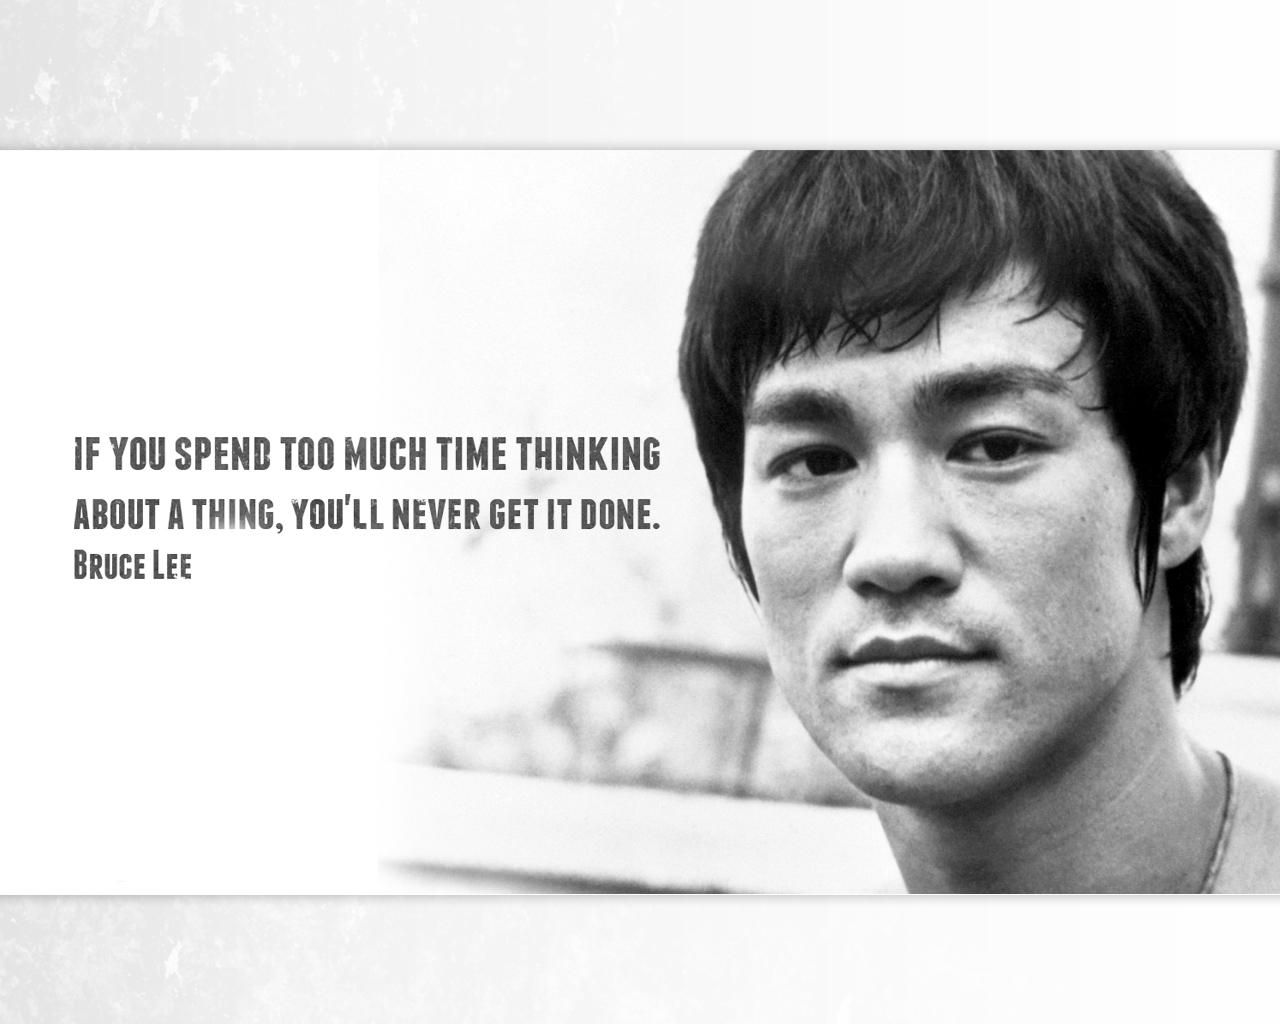 IF YOU SPEND TOO MUCH TIME THINKING
ABOUT A THING, YOU'LL NEVER GET IT DONE.
BRUCE LEE